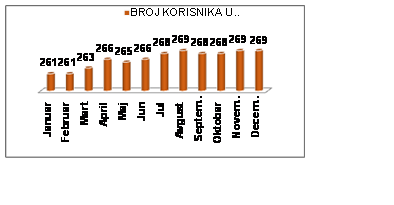 BROJ KORISNIKA U..
261 261 263 266 265 266 268 269 268 268 269 269
Januar Februar Mart April Maj Jun Jul Avgust Septem.. Oktobar Novem.. Decem..